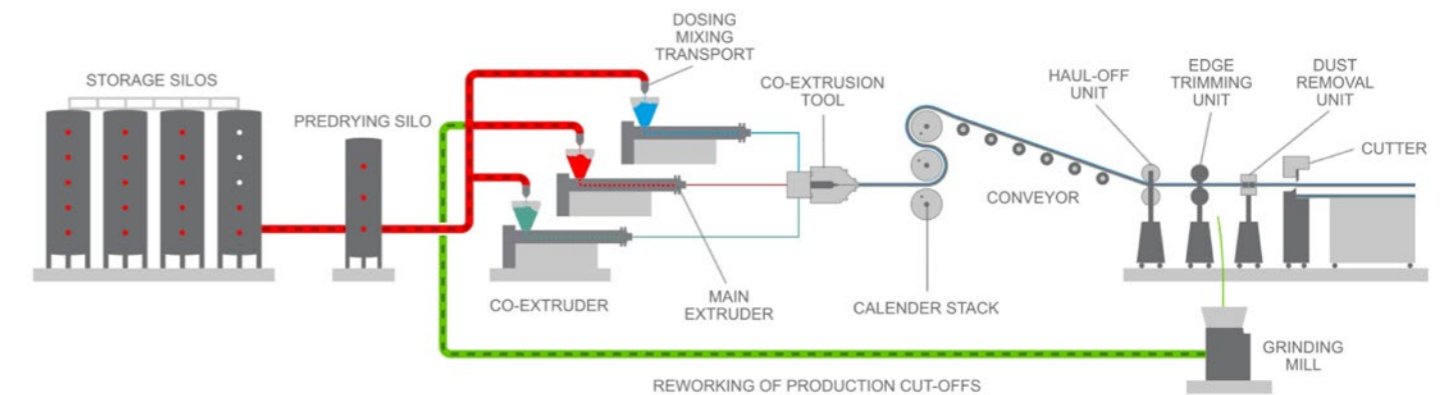 STORAGE SILOS
PREDRYING SILO
DOSING
MIXING
TRANSPORT
CO-EXTRUSION
TOOL
HAUL-OFF
UNIT
EDGE
TRIMMING
UNIT
DUST
REMOVAL
UNIT
CUTTER
CONVEYOR
CO-EXTRUDER
MAIN
EXTRUDER
CALENDER STACK
GRINDING
MILL
REWORKING OF PRODUCTION CUT-OFFS